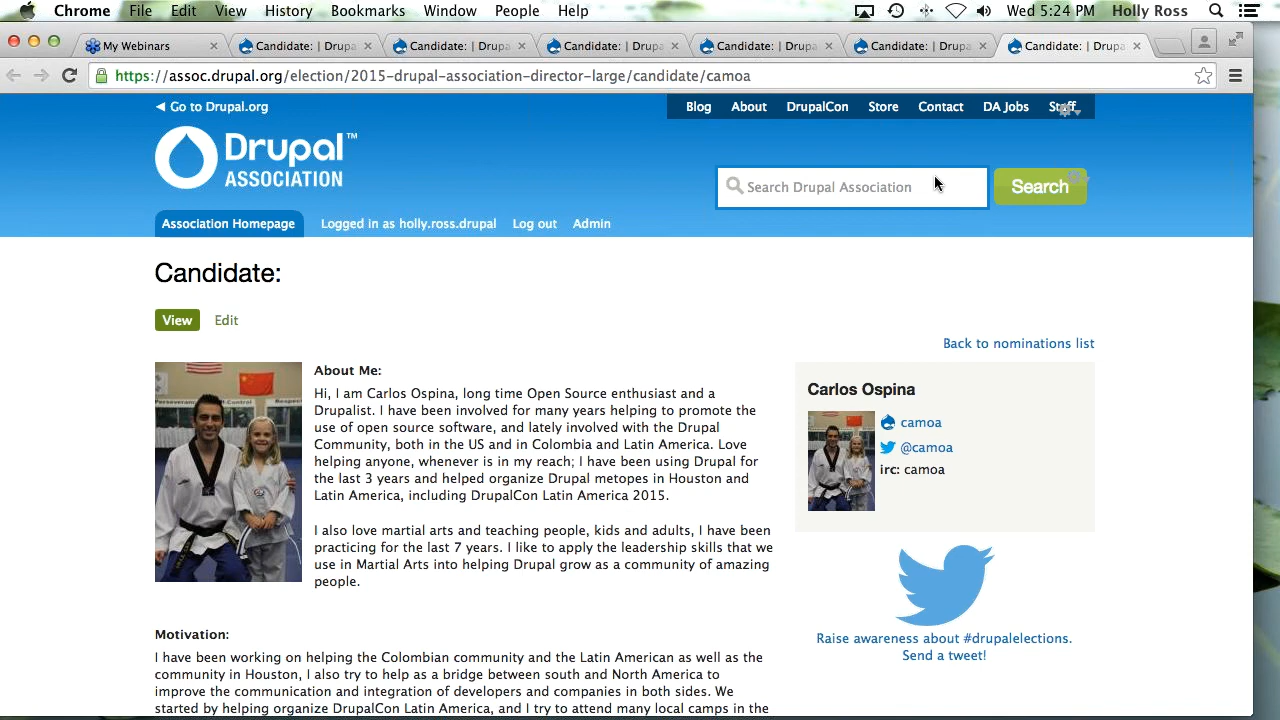 Chrome File Edit View History Bookmarks Window People Help Wed 5:24 PM Holly Ross
My Webinars
Candidate: | Drupa
Candidate: | Drupa
Candidate: | Drupa
Candidate: | Drupa
Candidate: | Drupa
Candidate: | Drupa
https://assoc.drupal.org/election/2015-drupal-association-director-large/candidate/camoa
Go to Drupal.org
Blog About DrupalCon Store Contact DA Jobs Staff
Drupal™
ASSOCIATION
Search Drupal Association
Search
Association Homepage Logged in as holly.ross.drupal Log out Admin
Candidate:
View Edit
Back to nominations list
About Me:
Hi, I am Carlos Ospina, long time Open Source enthusiast and a
Drupalist. I have been involved for many years helping to promote the
use of open source software, and lately involved with the Drupal
Community, both in the US and in Colombia and Latin America. Love
helping anyone, whenever is in my reach; I have been using Drupal for
the last 3 years and helped organize Drupal metopes in Houston and
Latin America, including DrupalCon Latin America 2015.
I also love martial arts and teaching people, kids and adults, I have been
practicing for the last 7 years. I like to apply the leadership skills that we
use in Martial Arts into helping Drupal grow as a community of amazing
people.
Motivation:
I have been working on helping the Colombian community and the Latin American as well as the
community in Houston, I also try to help as a bridge between south and North America to
improve the communication and integration of developers and companies in both sides. We
started by helping organize DrupalCon Latin America, and I try to attend many local camps in the
Carlos Ospina
camoa
@camoa
irc: camoa
Raise awareness about #drupalelections.
Send a tweet!